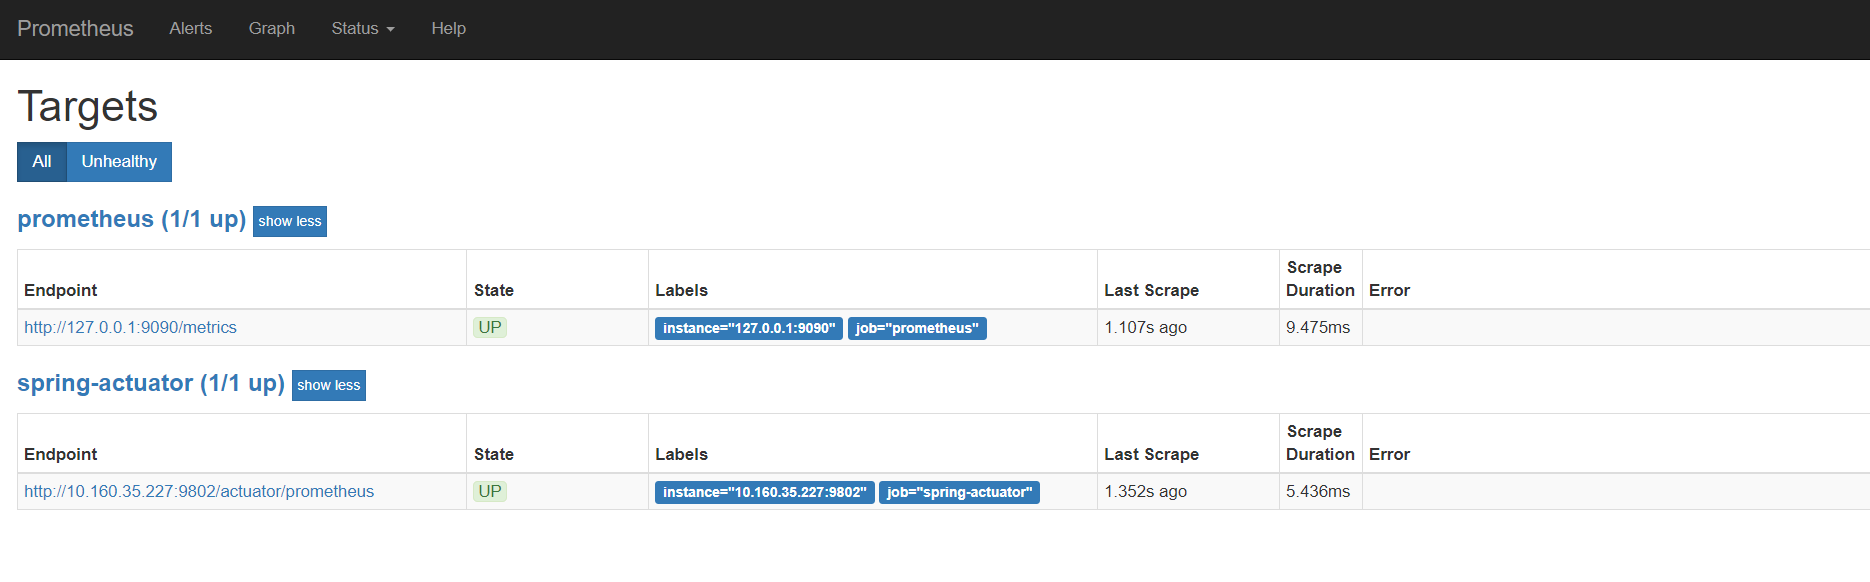 Prometheus Alerts Graph Status Help
Targets
All Unhealthy
prometheus (1/1 up) show less
Endpoint State Labels Last Scrape Scrape Duration Error
http://127.0.0.1:9090/metrics UP instance="127.0.0.1:9090" job="prometheus" 1.107s ago 9.475ms
spring-actuator (1/1 up) show less
Endpoint State Labels Last Scrape Scrape Duration Error
http://10.160.35.227:9802/actuator/prometheus UP instance="10.160.35.227:9802" job="spring-actuator" 1.352s ago 5.436ms